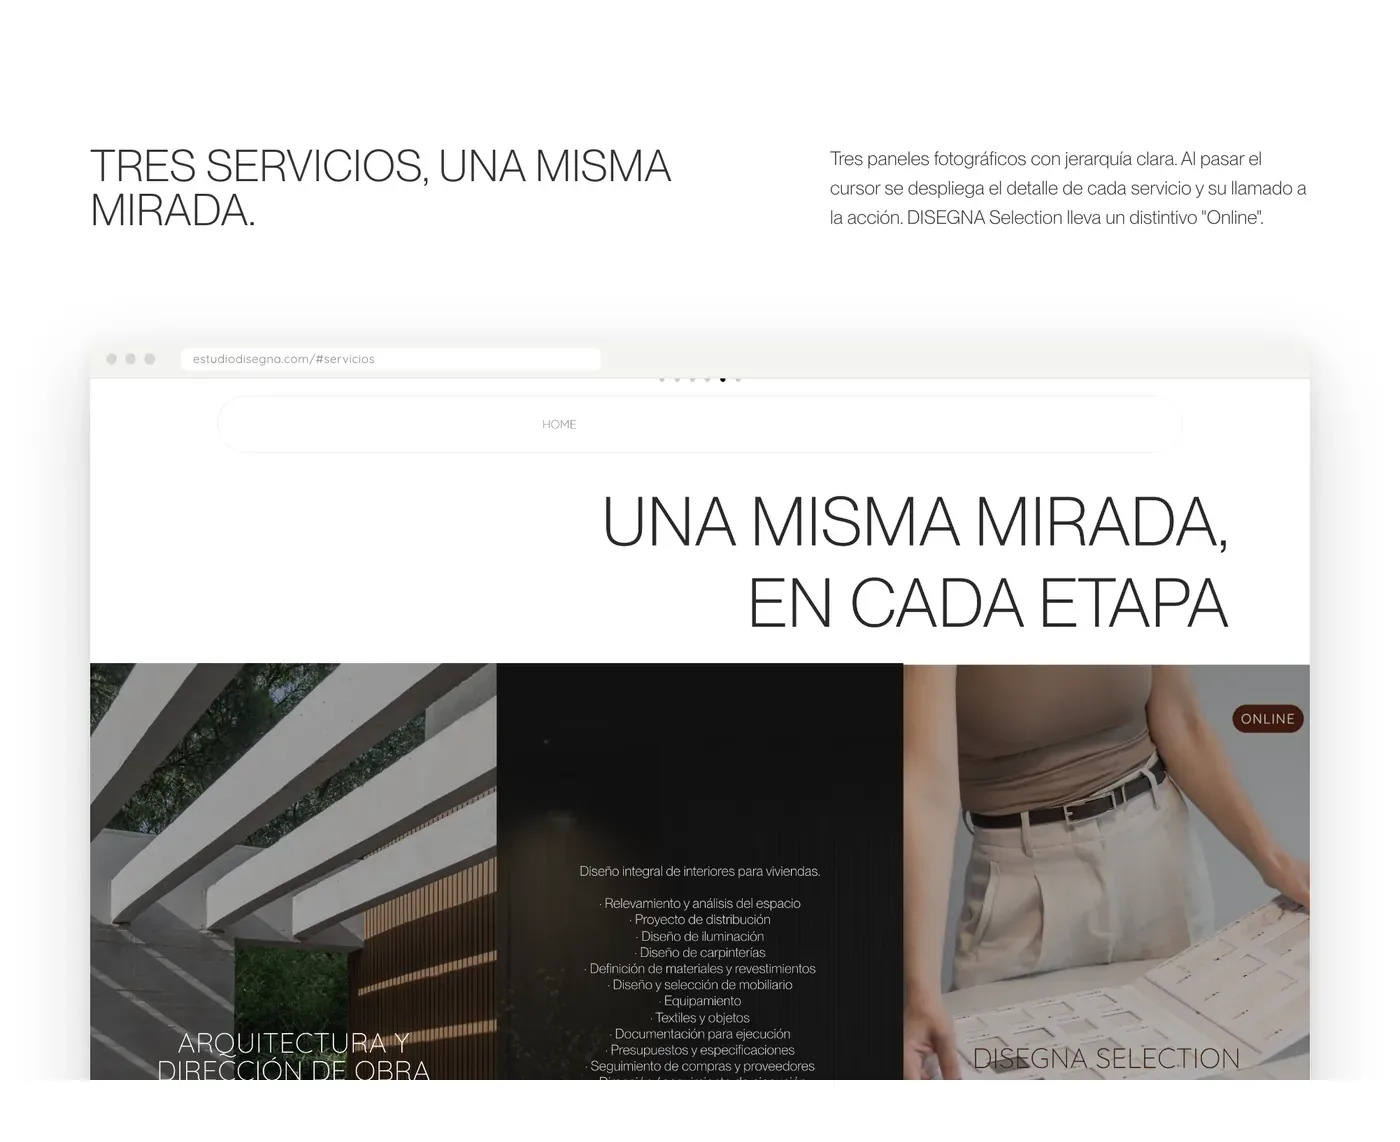 TRES SERVICIOS, UNA MISMA
MIRADA.
Tres paneles fotográficos con jerarquía clara. Al pasar el
cursor se despliega el detalle de cada servicio y su llamado a
la acción. DISEGNA Selection lleva un distintivo "Online".
estudiodisegna.com/#servicios
HOME
UNA MISMA MIRADA,
EN CADA ETAPA
ARQUITECTURA Y
DIRECCIÓN DE OBRA
Diseño integral de interiores para viviendas.
· Relevamiento y análisis del espacio
· Proyecto de distribución
· Diseño de iluminación
· Diseño de carpinterías
· Definición de materiales y revestimientos
· Diseño y selección de mobiliario
· Equipamiento
· Textiles y objetos
· Documentación para ejecución
· Presupuestos y especificaciones
· Seguimiento de compras y proveedores
ONLINE
DISEGNA SELECTION